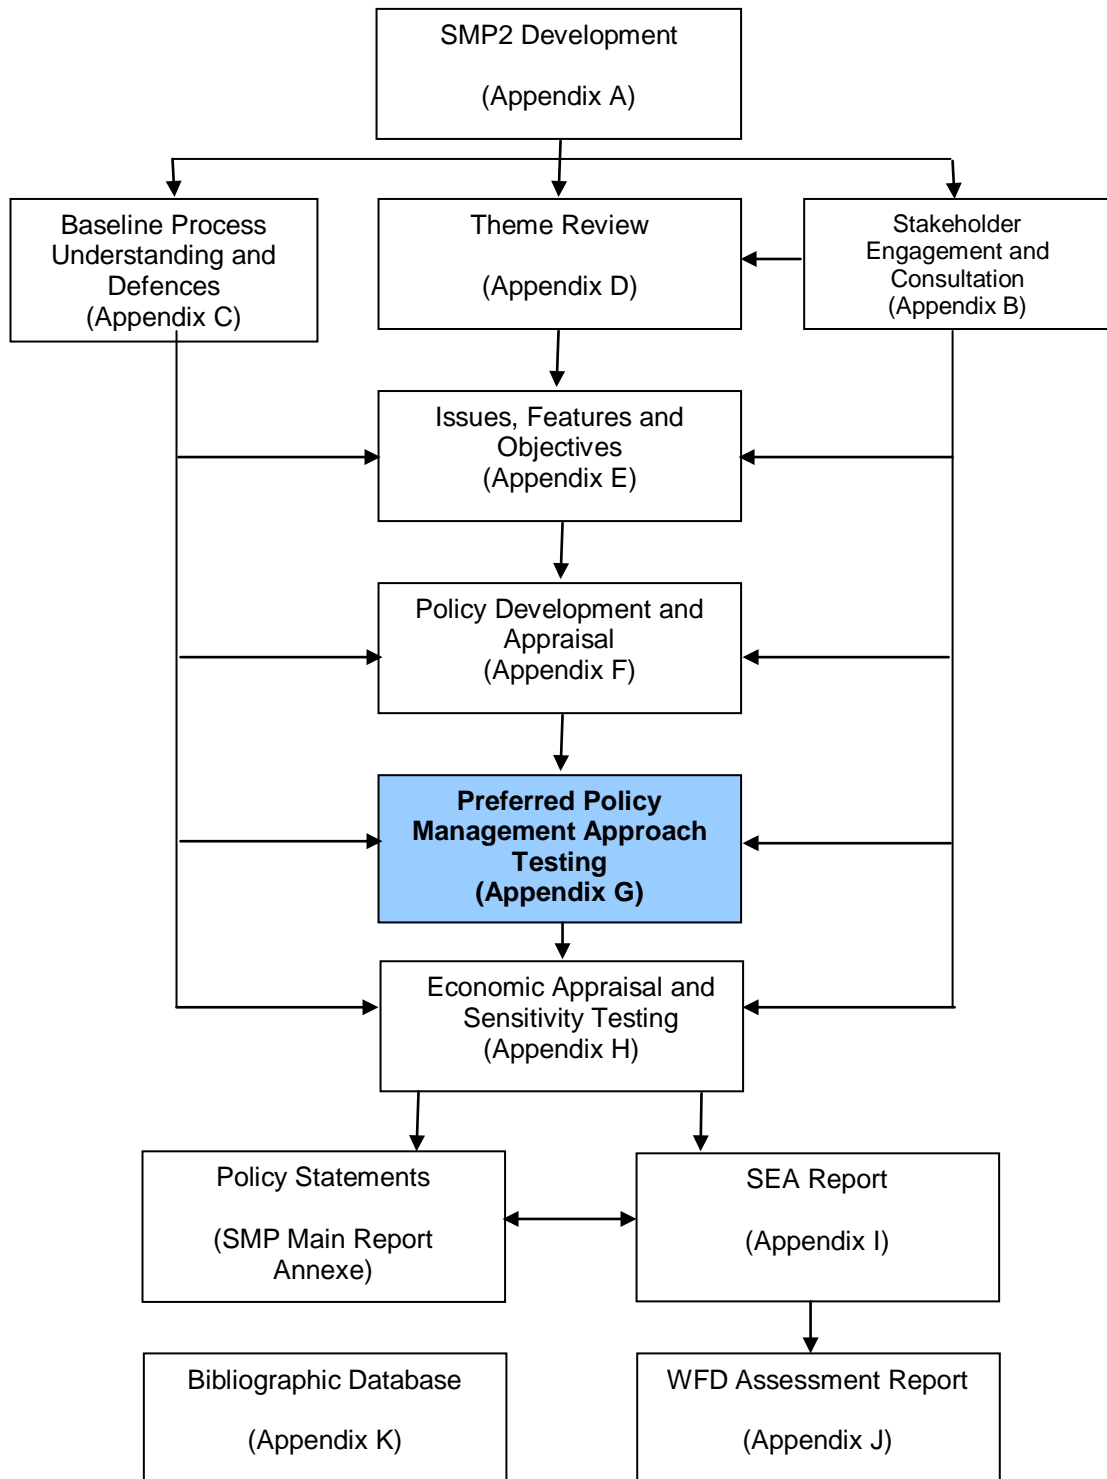 SMP2 Development
(Appendix A)
Baseline Process
Understanding and
Defences
(Appendix C)
Theme Review
(Appendix D)
Stakeholder
Engagement and
Consultation
(Appendix B)
Issues, Features and
Objectives
(Appendix E)
Policy Development and
Appraisal
(Appendix F)
Preferred Policy
Management Approach
Testing
(Appendix G)
Economic Appraisal and
Sensitivity Testing
(Appendix H)
Policy Statements
(SMP Main Report
Annexe)
SEA Report
(Appendix I)
Bibliographic Database
(Appendix K)
WFD Assessment Report
(Appendix J)